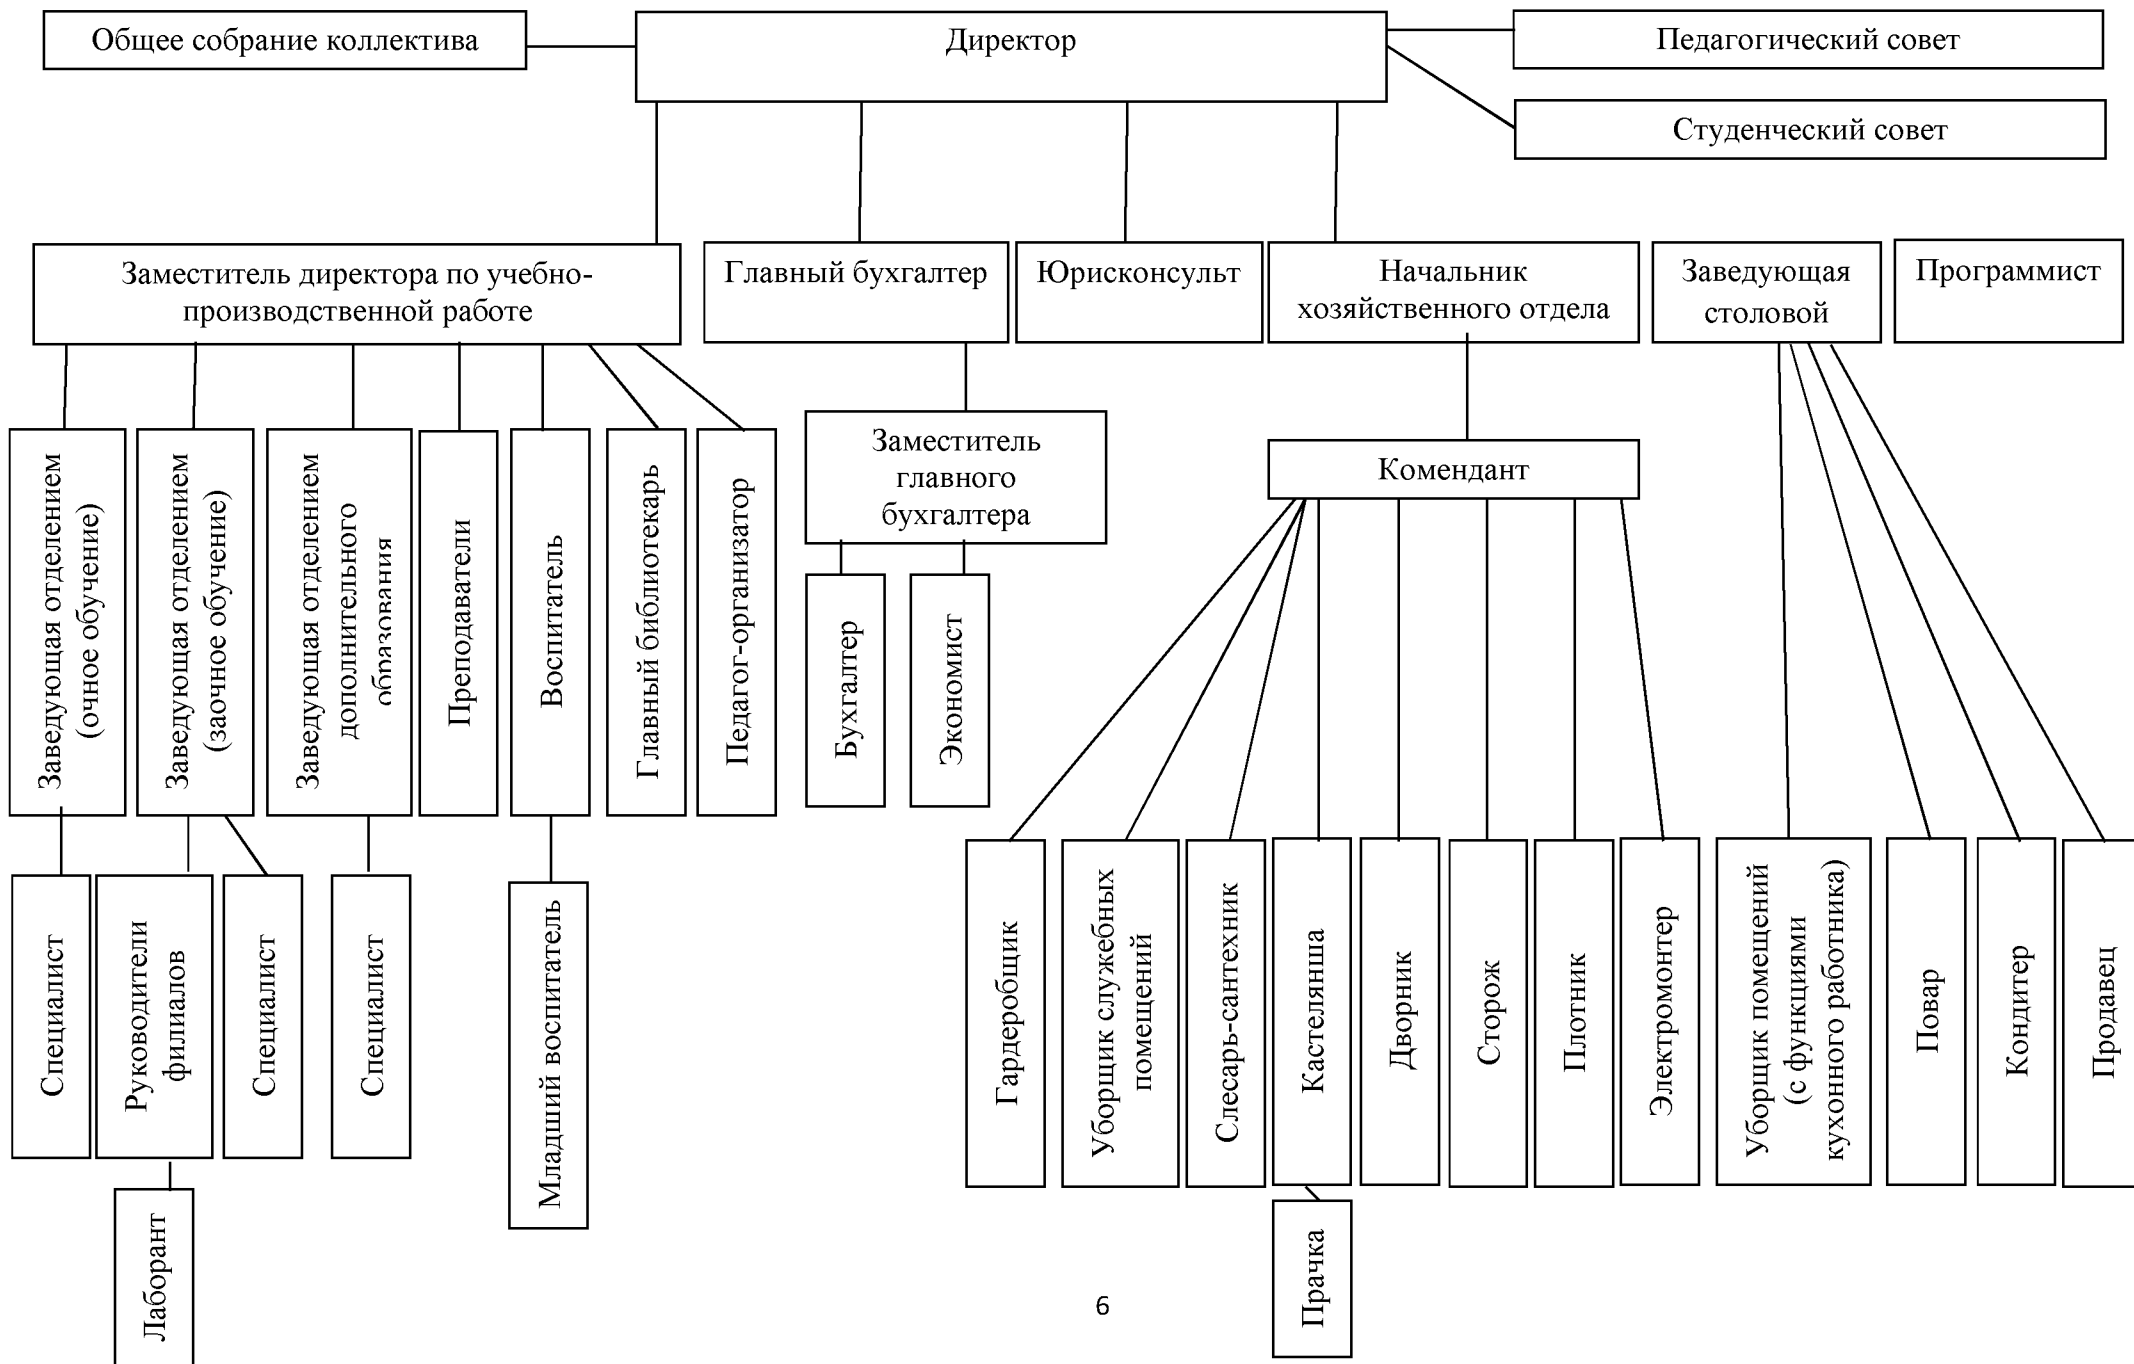 Общее собрание коллектива
Директор
Педагогический совет
Студенческий совет
Заместитель директора по учебно-
производственной работе
Главный бухгалтер
Юрисконсульт
Начальник
хозяйственного отдела
Заведующая
столовой
Программист
Заведующая отделением
(очное обучение)
Заведующая отделением
(заочное обучение)
Заведующая отделением
дополнительного
образования
Преподаватели
Воспитатель
Главный библиотекарь
Педагог-организатор
Заместитель
главного
бухгалтера
Комендант
Бухгалтер
Экономист
Специалист
Руководители
филиалов
Специалист
Специалист
Младший воспитатель
Гардеробщик
Уборщик служебных
помещений
Слесарь-сантехник
Кастелянша
Дворник
Сторож
Плотник
Электромонтер
Уборщик помещений
(с функциями
кухонного работника)
Повар
Кондитер
Продавец
Лаборант
Прачка
6